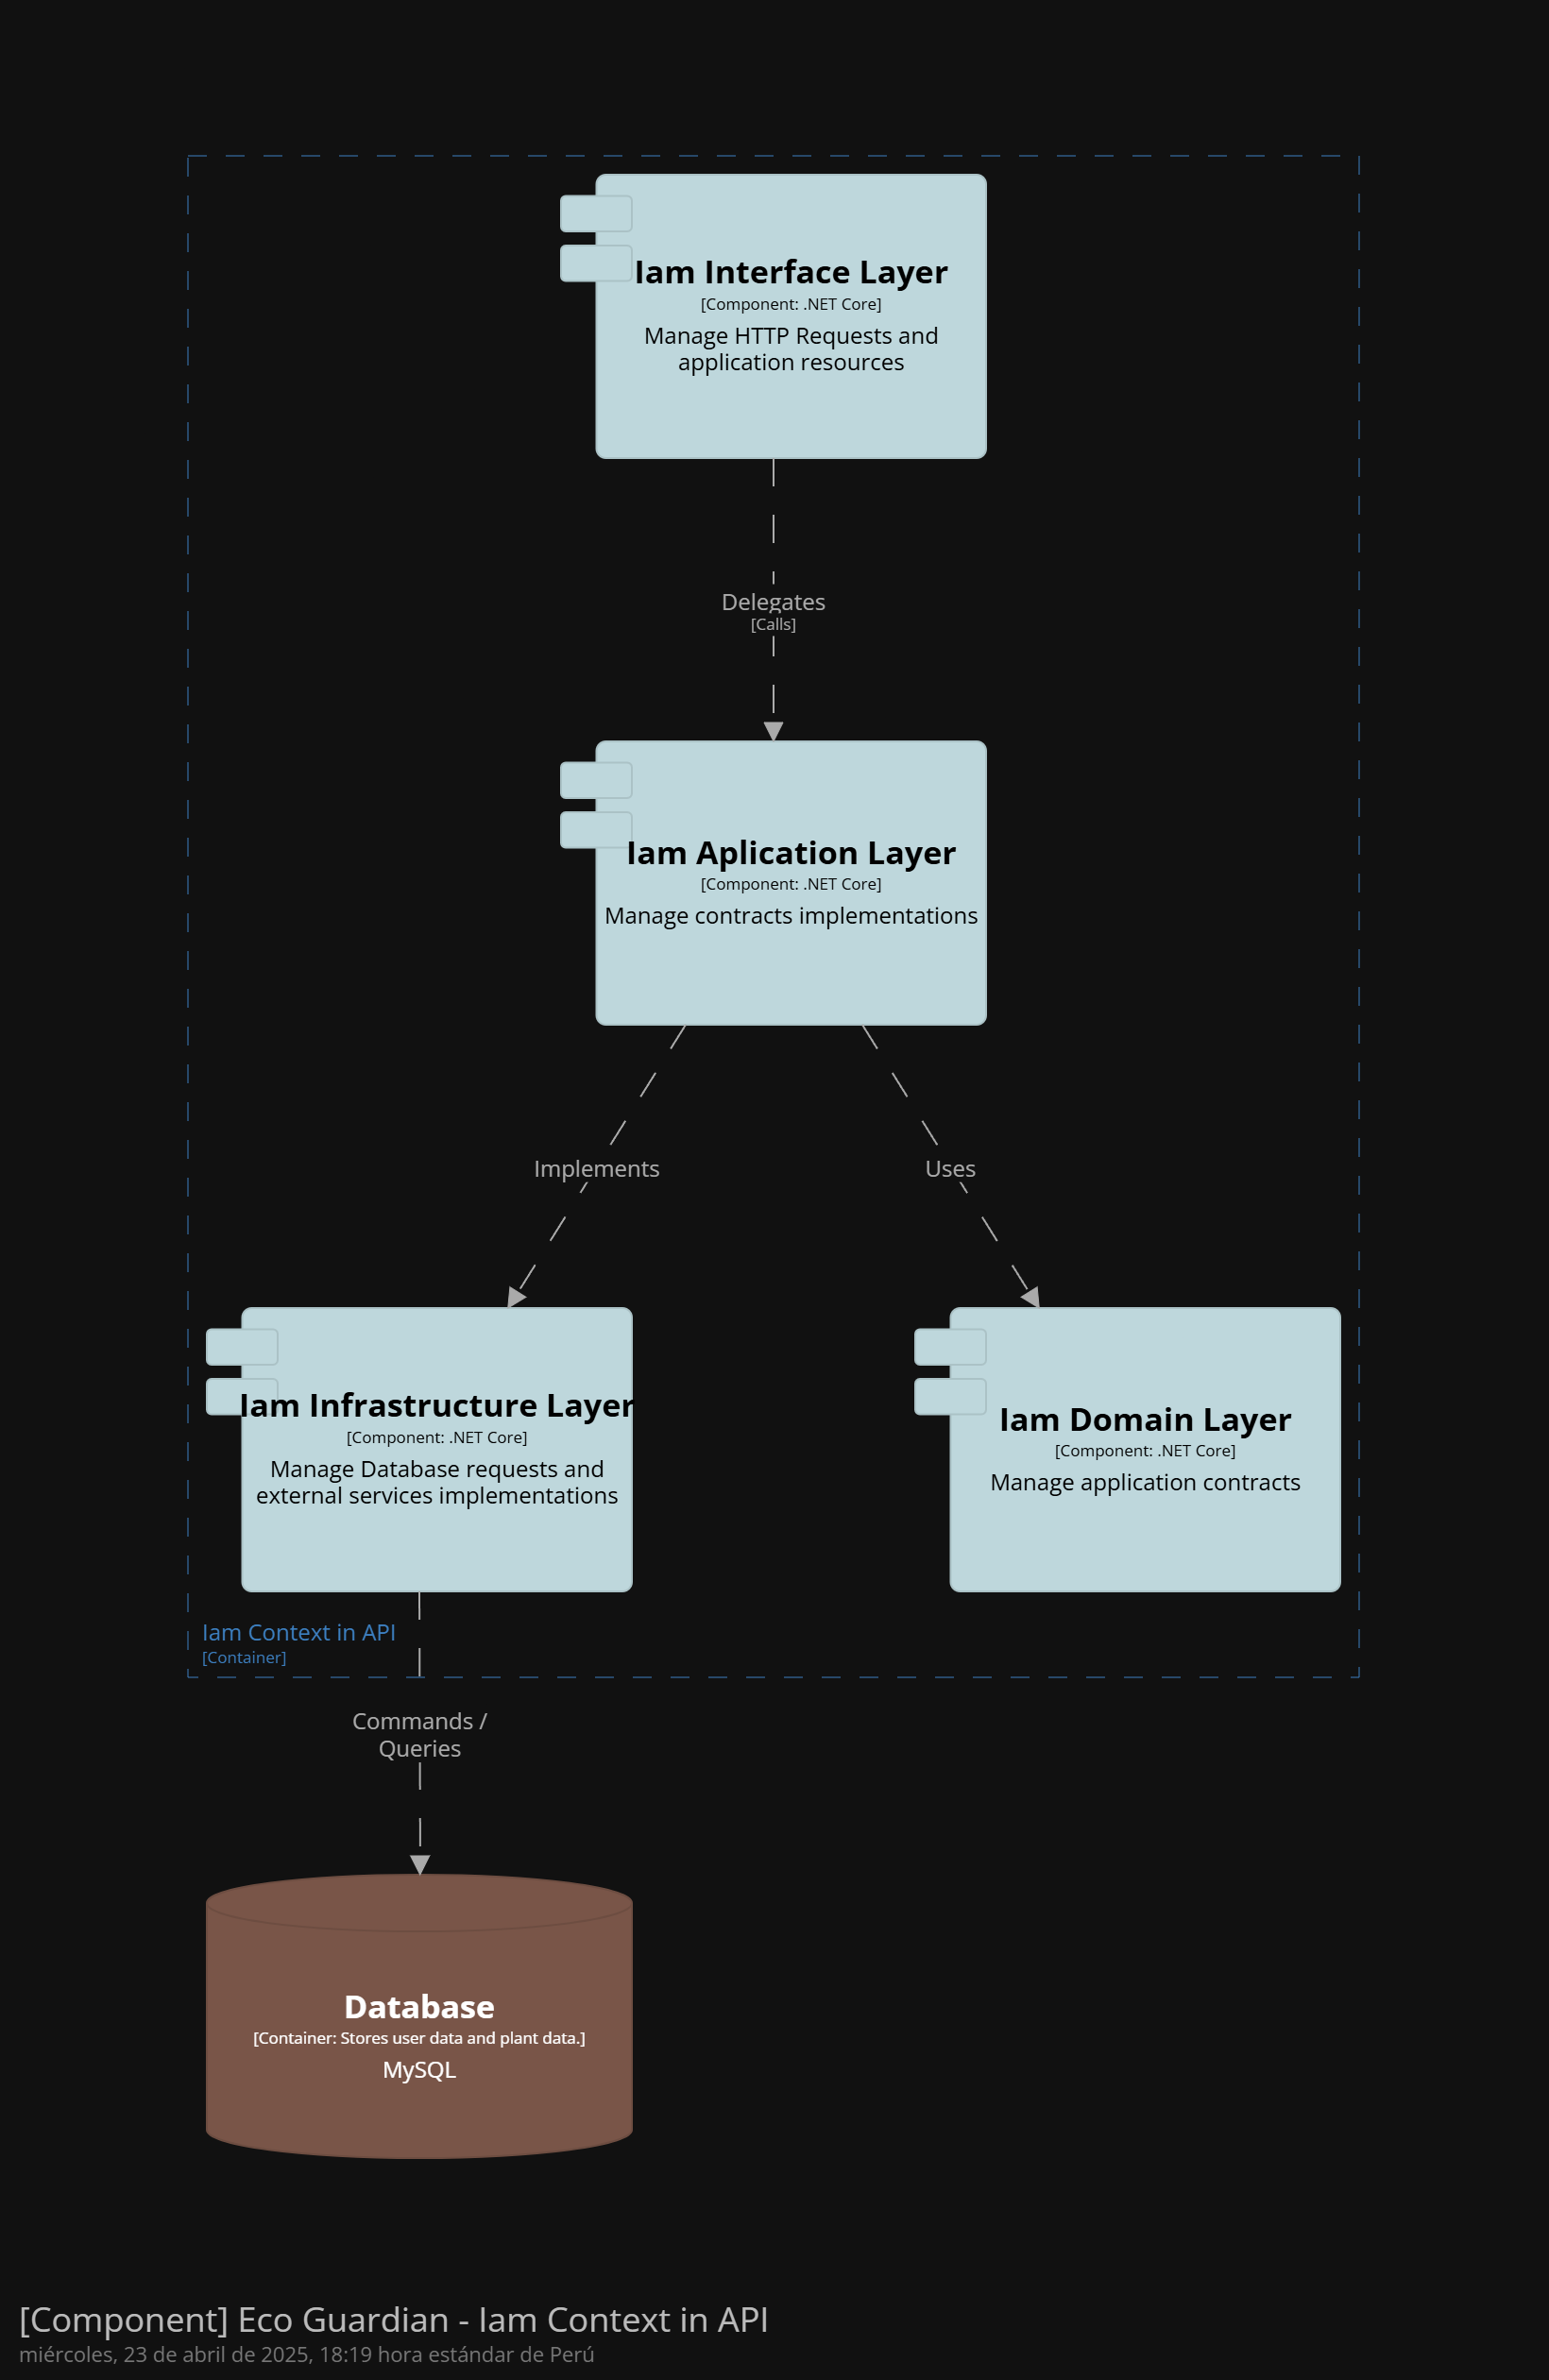 Iam Interface Layer
[Component: .NET Core]
Manage HTTP Requests and
application resources
Delegates
[Calls]
Iam Aplication Layer
[Component: .NET Core]
Manage contracts implementations
Implements
Uses
Iam Infrastructure Layer
[Component: .NET Core]
Manage Database requests and
external services implementations
Iam Domain Layer
[Component: .NET Core]
Manage application contracts
Iam Context in API
[Container]
Commands /
Queries
Database
[Container: Stores user data and plant data.]
MySQL
[Component] Eco Guardian - Iam Context in API
miércoles, 23 de abril de 2025, 18:19 hora estándar de Perú